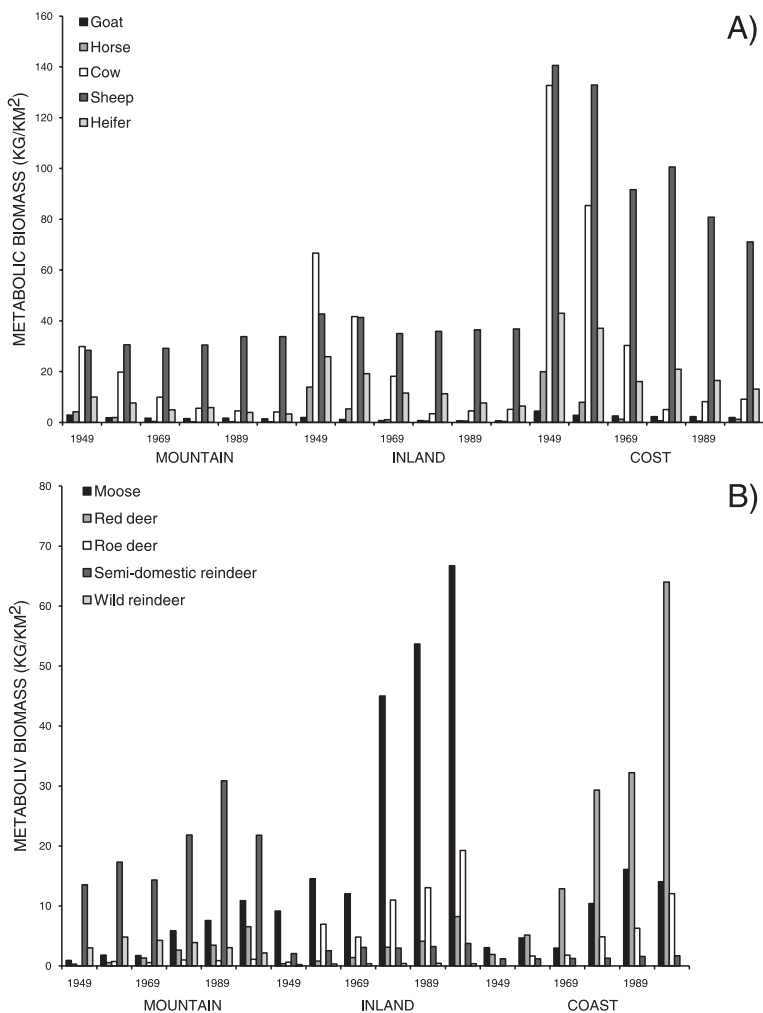 A)
Goat
Horse
Cow
Sheep
Heifer
METABOLIC BIOMASS (KG/KM²)
160
140
120
100
80
60
40
20
0
1949 1969 1989 1949 1969 1989 1949 1969 1989
MOUNTAIN INLAND COST
B)
Moose
Red deer
Roe deer
Semi-domestic reindeer
Wild reindeer
METABOLIV BIOMASS (KG/KM²)
80
70
60
50
40
30
20
10
0
1949 1969 1989 1949 1969 1989 1949 1969 1989
MOUNTAIN INLAND COAST